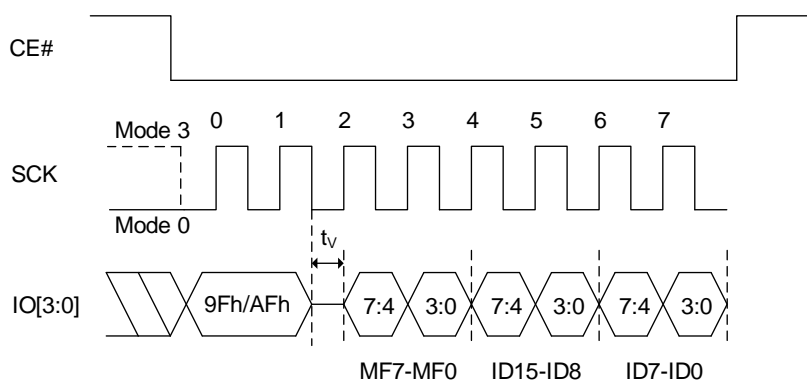 CE#
Mode 3 0 1 2 3 4 5 6 7
SCK
Mode 0
tV
IO[3:0] 9Fh/AFh 7:4 3:0 7:4 3:0 7:4 3:0
MF7-MF0 ID15-ID8 ID7-ID0